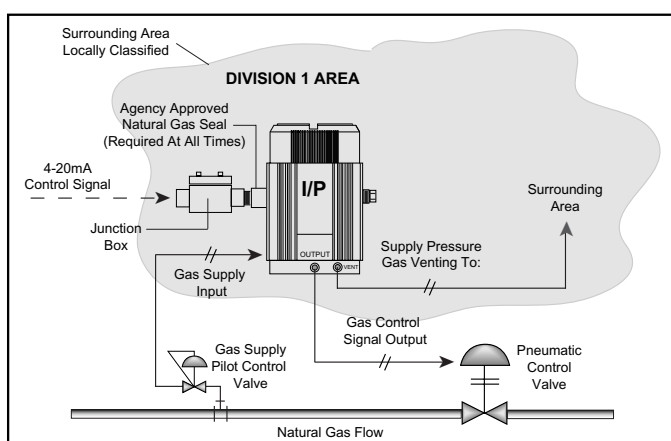 Surrounding Area
Locally Classified
DIVISION 1 AREA
Agency Approved
Natural Gas Seal
(Required At All Times)
4-20mA
Control Signal
I/P
Surrounding
Area
Junction
Box
OUTPUT
VENT
Supply Pressure
Gas Venting To:
Gas Supply
Input
Gas Control
Signal Output
Gas Supply
Pilot Control
Valve
Pneumatic
Control
Valve
Natural Gas Flow